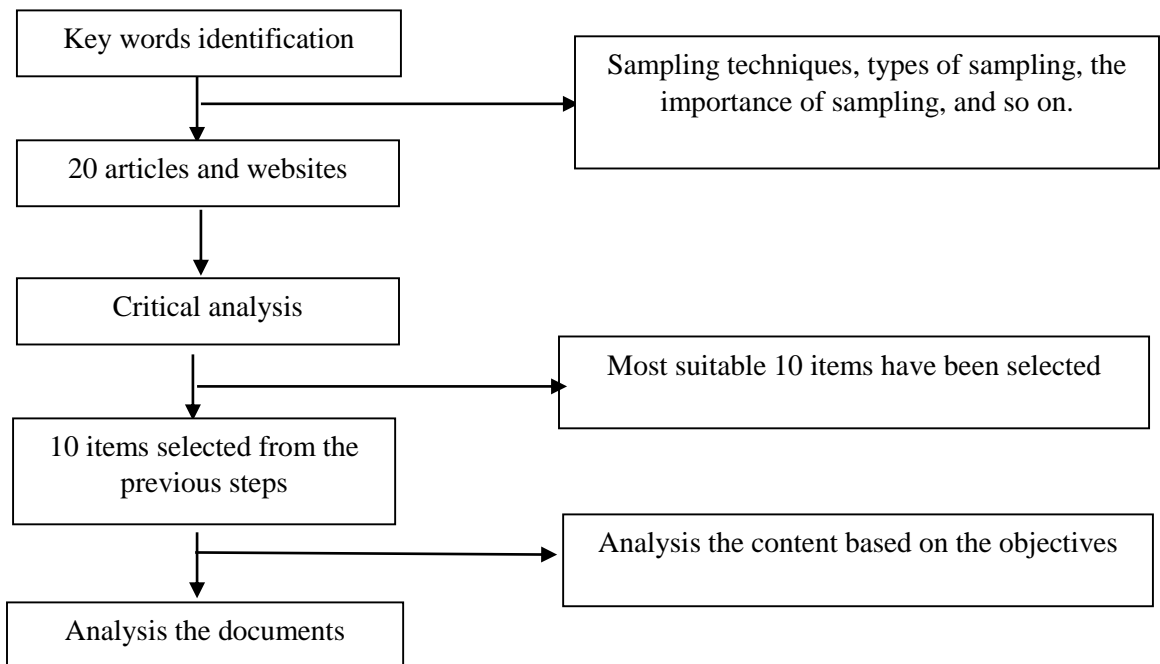 Key words identification
Sampling techniques, types of sampling, the
importance of sampling, and so on.
20 articles and websites
Critical analysis
Most suitable 10 items have been selected
10 items selected from the
previous steps
Analysis the content based on the objectives
Analysis the documents